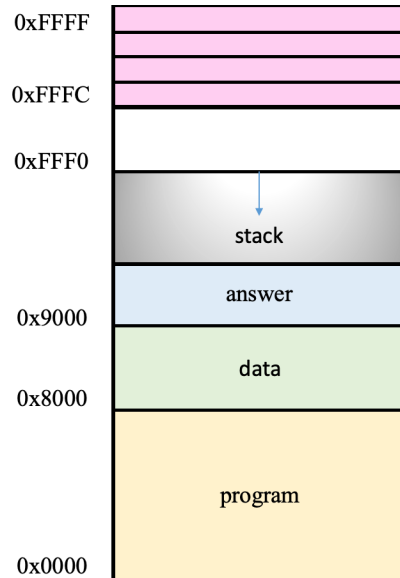 0xFFFF
0xFFFC
0xFFF0
stack
answer
0x9000
data
0x8000
program
0x0000